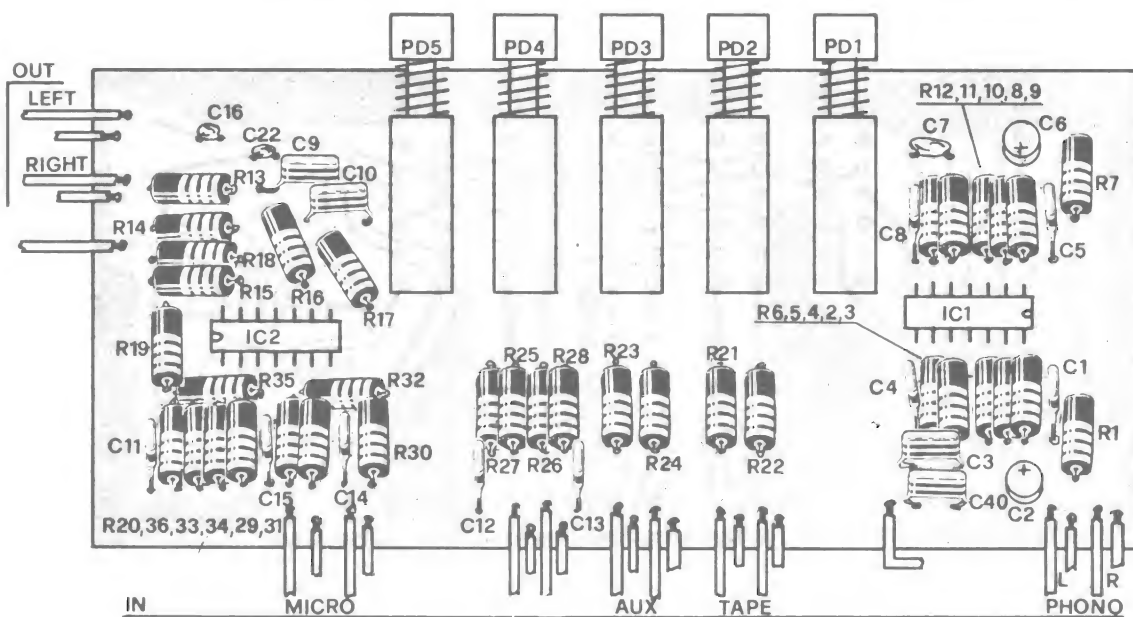 PD5 PD4 PD3 PD2 PD1
OUT
LEFT
RIGHT
C16
C22
C9
C10
R13
R14
R18
R15
R16
R17
R19
IC2
R35
R32
C11
C15
C14
R30
R20,36,33,34,29,31
R25
R28
R27
R26
C12
C13
R23
R24
R21
R22
R12,11,10,8,9
C7
C6
R7
C8
C5
IC1
R6,5,4,2,3
C4
C1
R1
C3
C40
C2
L
R
IN
MICRO
AUX
TAPE
PHONO